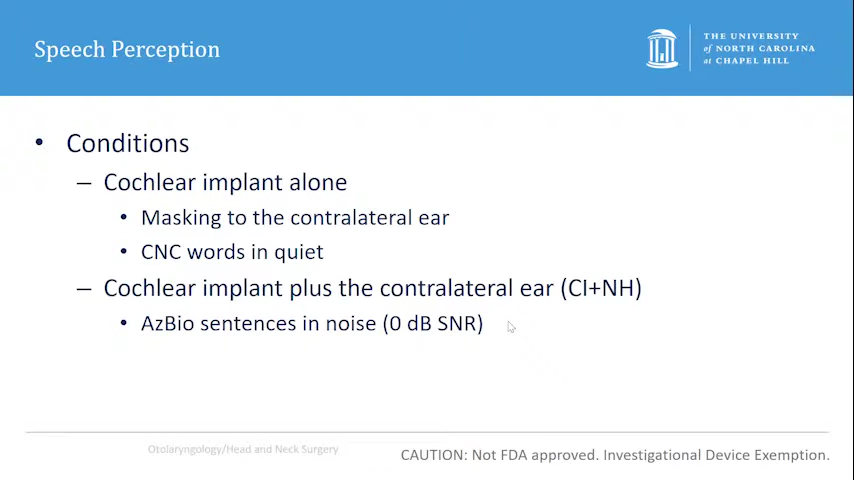 Speech Perception
THE UNIVERSITY
of NORTH CAROLINA
at CHAPEL HILL
• Conditions
– Cochlear implant alone
• Masking to the contralateral ear
• CNC words in quiet
– Cochlear implant plus the contralateral ear (CI+NH)
• AzBio sentences in noise (0 dB SNR)
Otolaryngology/Head and Neck Surgery
CAUTION: Not FDA approved. Investigational Device Exemption.